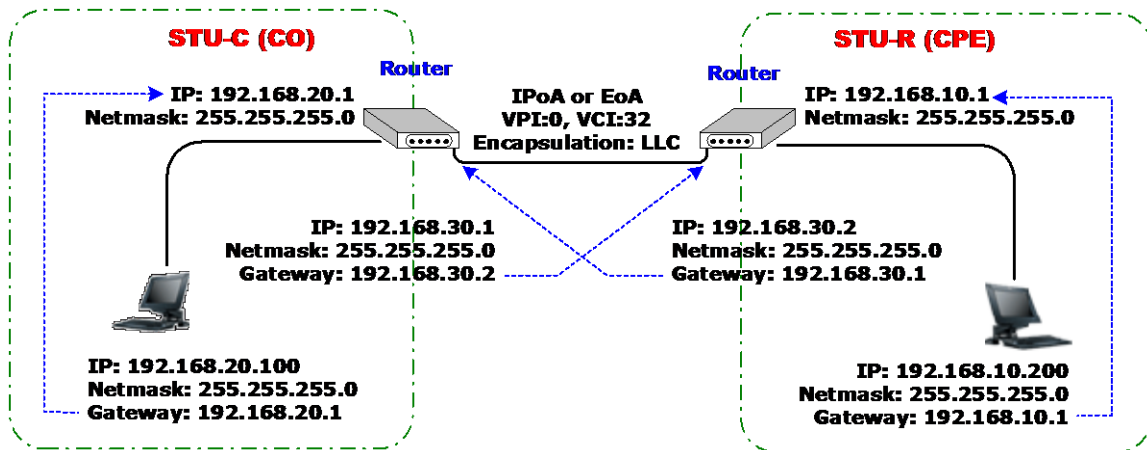 STU-C (CO)
STU-R (CPE)
Router
Router
IP: 192.168.20.1
Netmask: 255.255.255.0
IPoA or EoA
VPI:0, VCI:32
Encapsulation: LLC
IP: 192.168.10.1
Netmask: 255.255.255.0
IP: 192.168.30.1
Netmask: 255.255.255.0
Gateway: 192.168.30.2
IP: 192.168.30.2
Netmask: 255.255.255.0
Gateway: 192.168.30.1
IP: 192.168.20.100
Netmask: 255.255.255.0
Gateway: 192.168.20.1
IP: 192.168.10.200
Netmask: 255.255.255.0
Gateway: 192.168.10.1